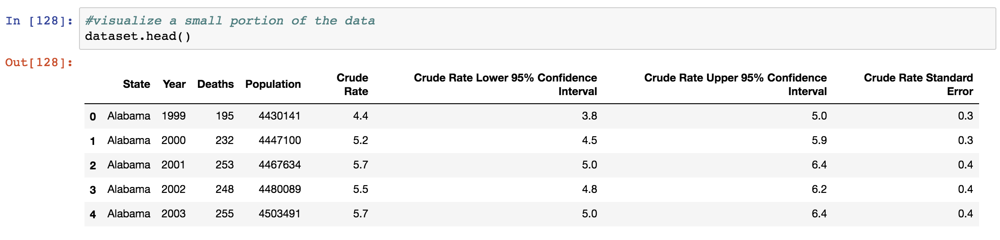 In [128]: #visualize a small portion of the data
dataset.head()
Out[128]:
State Year Deaths Population Crude Rate Crude Rate Lower 95% Confidence Interval Crude Rate Upper 95% Confidence Interval Crude Rate Standard Error
0 Alabama 1999 195 4430141 4.4 3.8 5.0 0.3
1 Alabama 2000 232 4447100 5.2 4.5 5.9 0.3
2 Alabama 2001 253 4467634 5.7 5.0 6.4 0.4
3 Alabama 2002 248 4480089 5.5 4.8 6.2 0.4
4 Alabama 2003 255 4503491 5.7 5.0 6.4 0.4